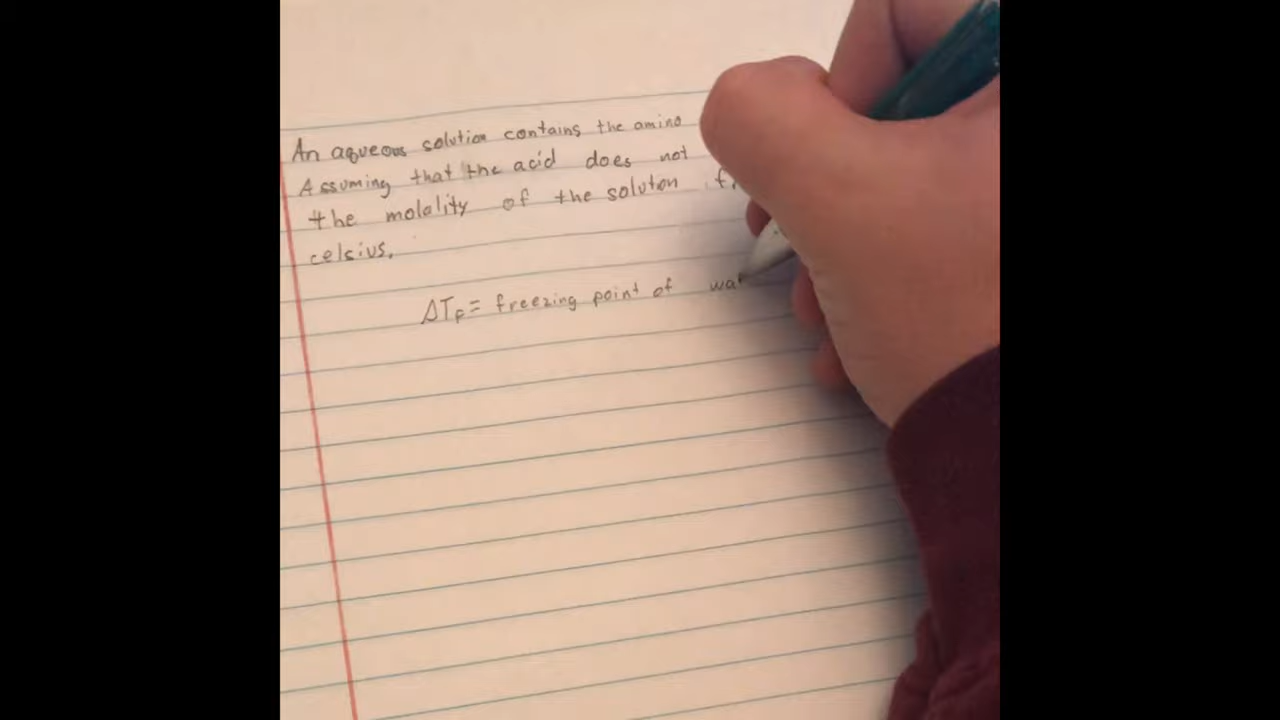 An aqueous solution contains the amino
Assuming that the acid does not
the molality of the soluton
celsius.
ΔTF= freezing point of